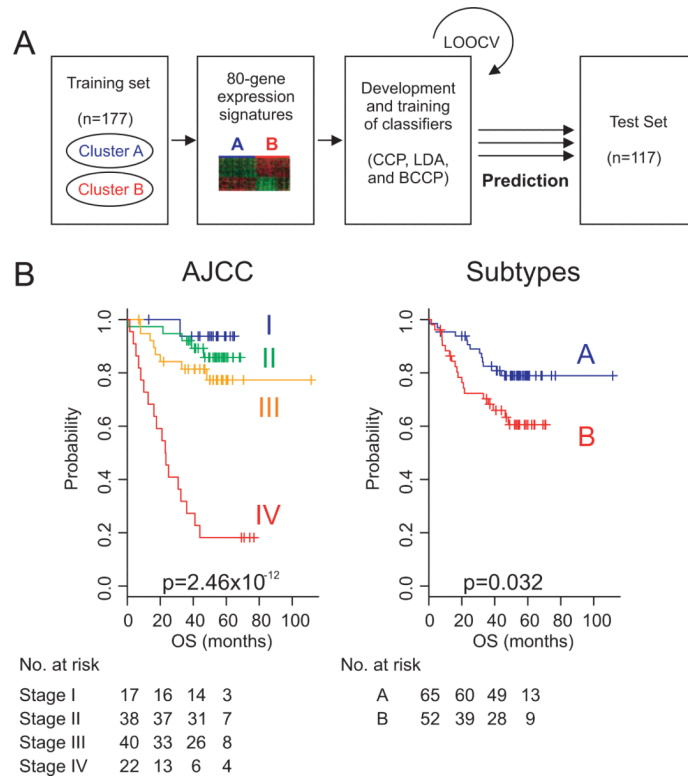 A
LOOCV
Training set
(n=177)
Cluster A
Cluster B
80-gene
expression
signatures
A B
Development
and training
of classifiers
(CCP, LDA,
and BCCP)
Prediction
Test Set
(n=117)
B
AJCC
Probability
0.0 0.2 0.4 0.6 0.8 1.0
I
II
III
IV
p=2.46x10-12
0 20 40 60 80 100
OS (months)
Subtypes
Probability
0.0 0.2 0.4 0.6 0.8 1.0
A
B
p=0.032
0 20 40 60 80 100
OS (months)
No. at risk
Stage I 17 16 14 3
Stage II 38 37 31 7
Stage III 40 33 26 8
Stage IV 22 13 6 4
No. at risk
A 65 60 49 13
B 52 39 28 9